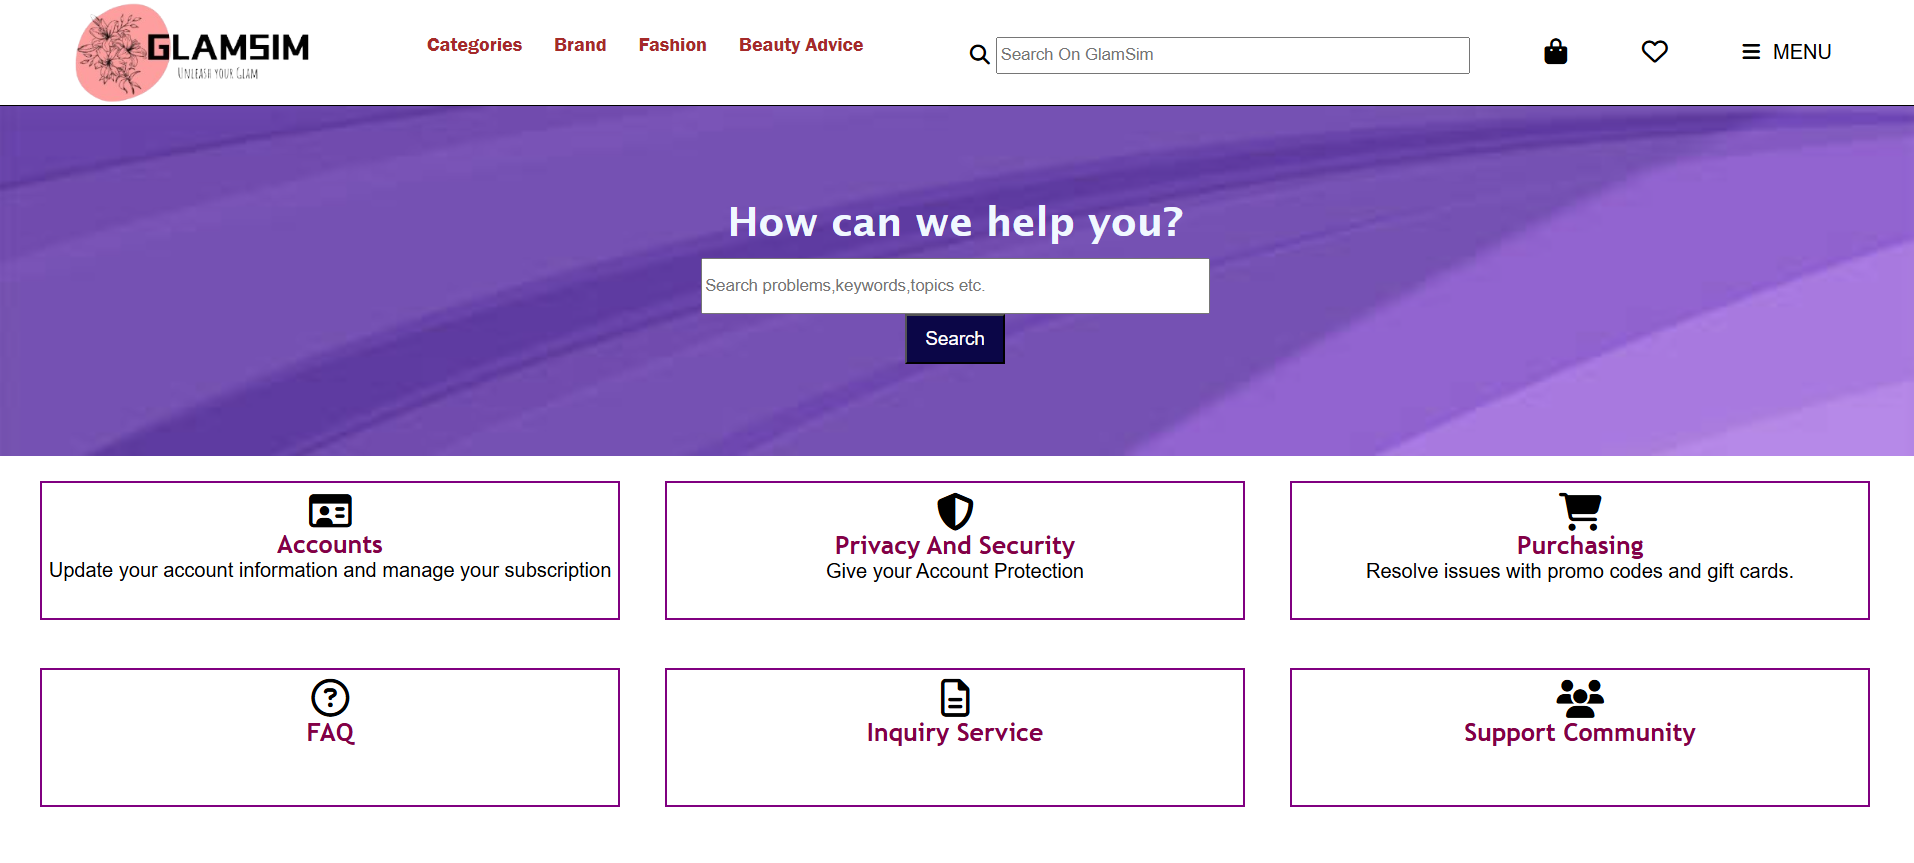 GLAMSIM
Unleash your Glam
Categories Brand Fashion Beauty Advice
Search On GlamSim
MENU
How can we help you?
Search problems,keywords,topics etc.
Search
Accounts
Update your account information and manage your subscription
Privacy And Security
Give your Account Protection
Purchasing
Resolve issues with promo codes and gift cards.
FAQ
Inquiry Service
Support Community